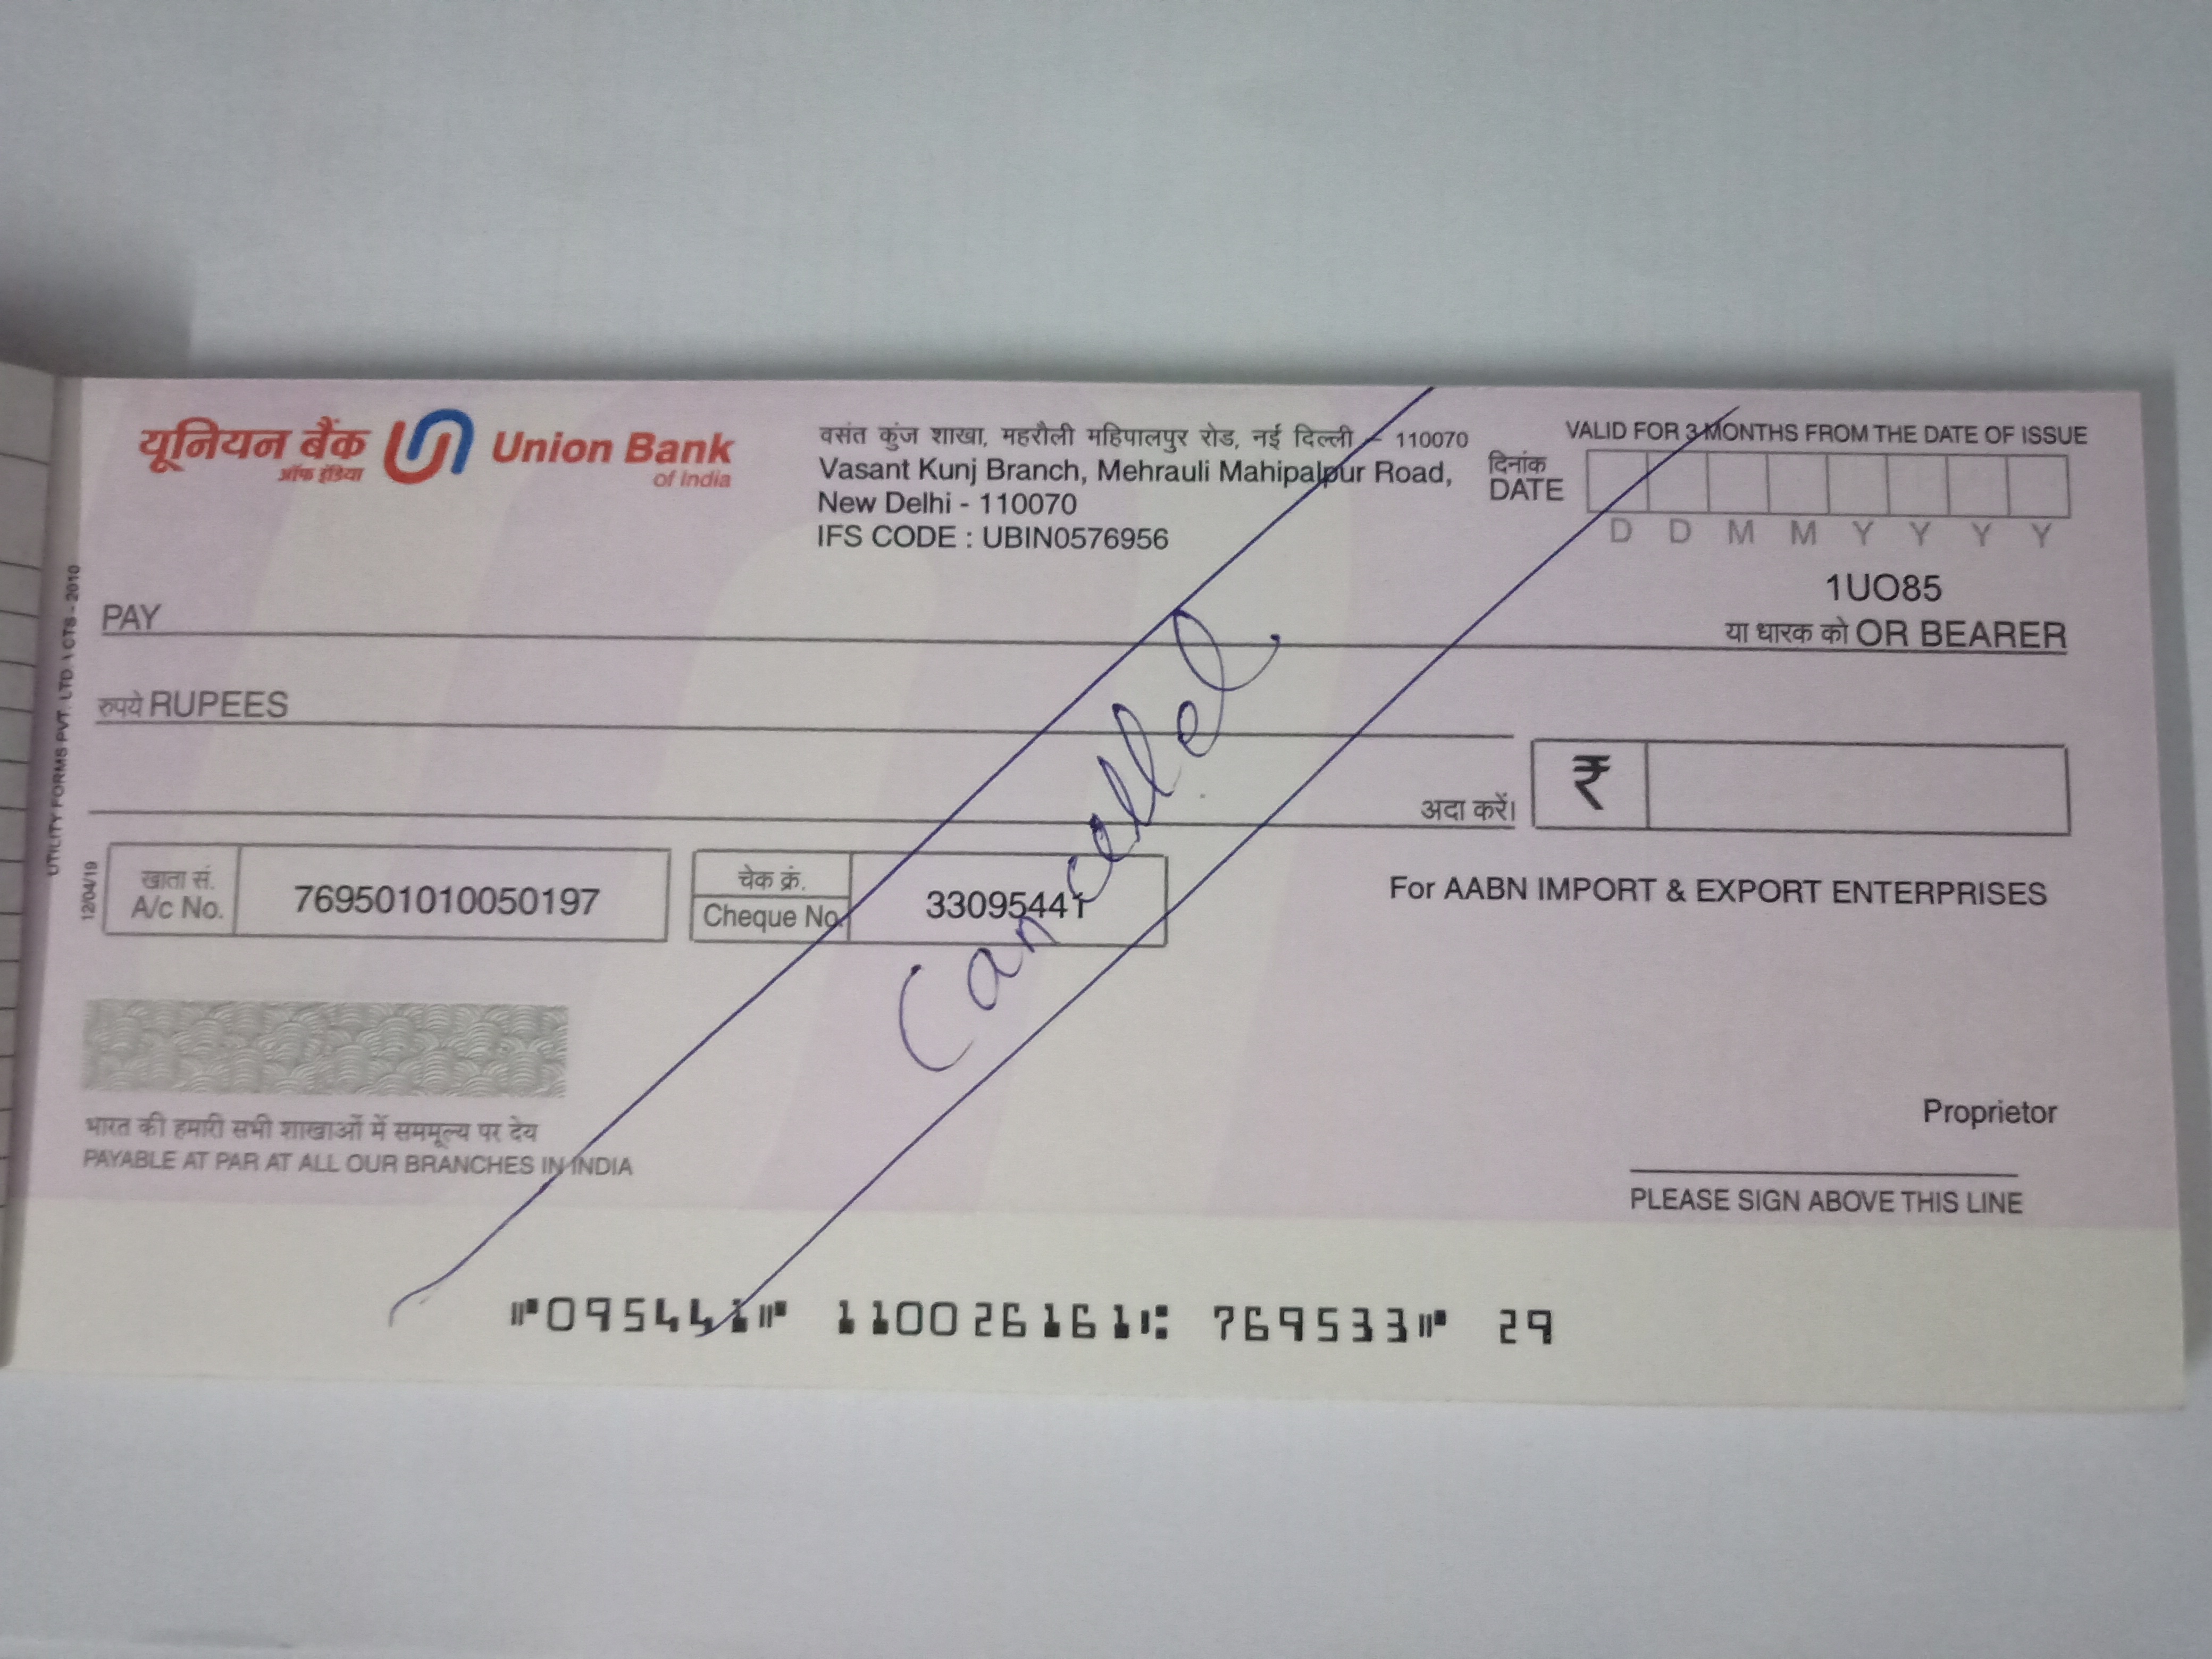 यूनियन बैंक
ऑफ इंडिया
Union Bank
of India
वसंत कुंज शाखा, महरौली महिपालपुर रोड, नई दिल्ली – 110070
Vasant Kunj Branch, Mehrauli Mahipalpur Road,
New Delhi - 110070
IFS CODE : UBIN0576956
VALID FOR 3 MONTHS FROM THE DATE OF ISSUE
दिनांक
DATE
D D M M Y Y Y Y
1UO85
PAY
या धारक को OR BEARER
रुपये RUPEES
अदा करें।
₹
खाता सं.
A/c No.
769501010050197
चेक क्रं.
Cheque No.
33095441
Cancelled
For AABN IMPORT & EXPORT ENTERPRISES
Proprietor
PLEASE SIGN ABOVE THIS LINE
भारत की हमारी सभी शाखाओं में सममूल्य पर देय
PAYABLE AT PAR AT ALL OUR BRANCHES IN INDIA
UTILITY FORMS PVT. LTD. \ CTS - 2010
12/04/19
⑈095441⑈ 110026161⑆ 769533⑈ 29